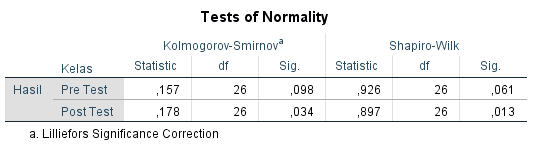 Tests of Normality
Kolmogorov-Smirnovᵃ Shapiro-Wilk
Kelas Statistic df Sig. Statistic df Sig.
Hasil Pre Test ,157 26 ,098 ,926 26 ,061
Post Test ,178 26 ,034 ,897 26 ,013
a. Lilliefors Significance Correction